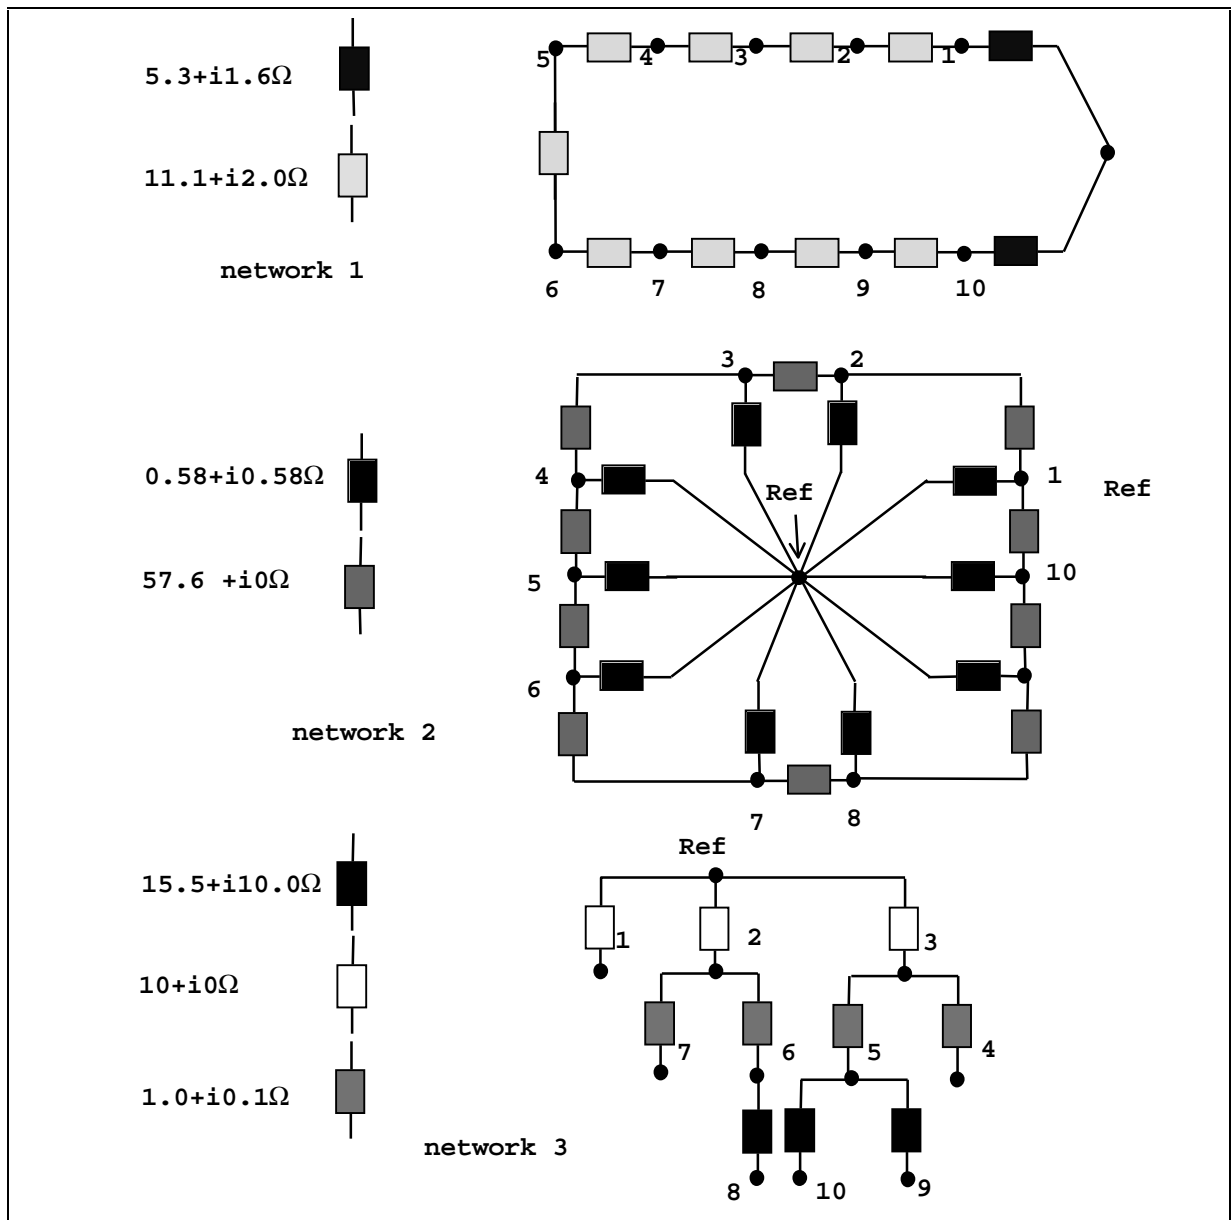 5.3+i1.6Ω
11.1+i2.0Ω
network 1
5 4 3 2 1
6 7 8 9 10
0.58+i0.58Ω
57.6 +i0Ω
network 2
3 2
4 Ref 1 Ref
5 10
6
7 8
15.5+i10.0Ω
10+i0Ω
1.0+i0.1Ω
network 3
Ref
1 2 3
7 6 5 4
8 10 9